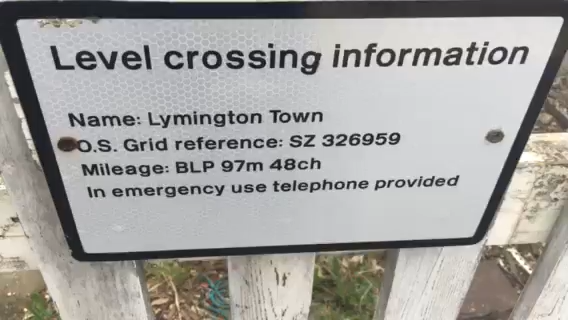 Level crossing information
Name: Lymington Town
O.S. Grid reference: SZ 326959
Mileage: BLP 97m 48ch
In emergency use telephone provided